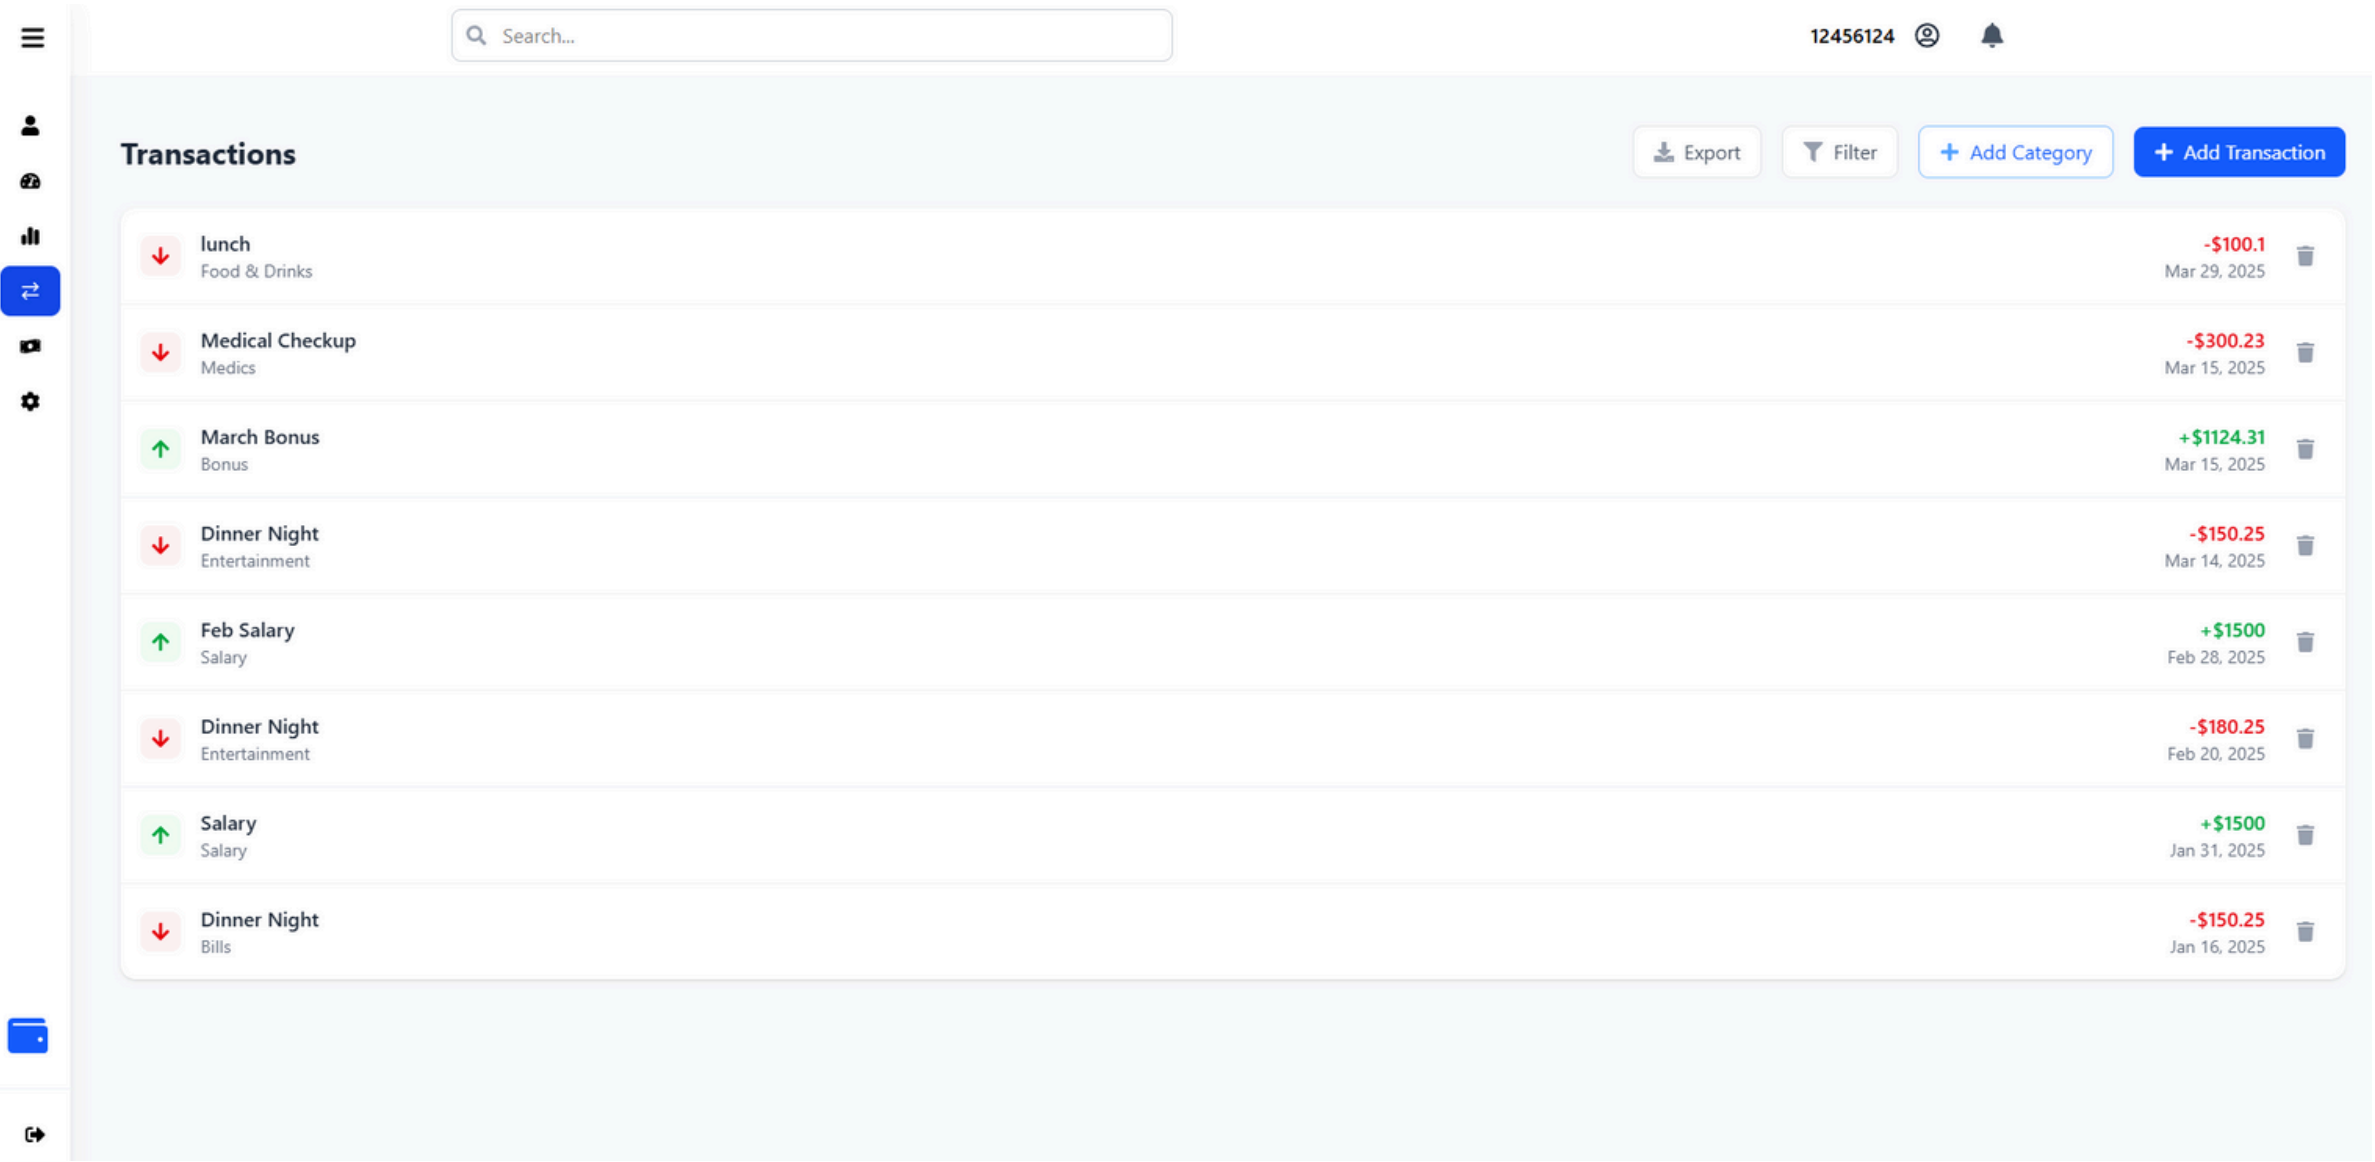 Search...
12456124
Transactions
Export
Filter
+ Add Category
+ Add Transaction
lunch
Food & Drinks
-$100.1
Mar 29, 2025
Medical Checkup
Medics
-$300.23
Mar 15, 2025
March Bonus
Bonus
+$1124.31
Mar 15, 2025
Dinner Night
Entertainment
-$150.25
Mar 14, 2025
Feb Salary
Salary
+$1500
Feb 28, 2025
Dinner Night
Entertainment
-$180.25
Feb 20, 2025
Salary
Salary
+$1500
Jan 31, 2025
Dinner Night
Bills
-$150.25
Jan 16, 2025